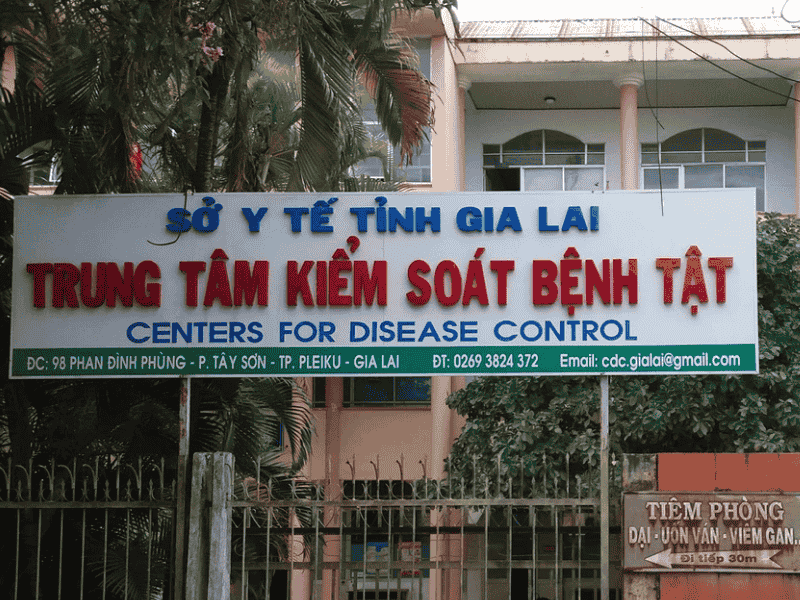 SỞ Y TẾ TỈNH GIA LAI
TRUNG TÂM KIỂM SOÁT BỆNH TẬT
CENTERS FOR DISEASE CONTROL
ĐC: 98 PHAN ĐÌNH PHÙNG - P. TÂY SƠN - TP. PLEIKU - GIA LAI ĐT: 0269 3824 372 Email: cdc.gialai@gmail.com
TIÊM PHÒNG
DẠI - UỐN VÁN - VIÊM GAN...
Đi tiếp 30m